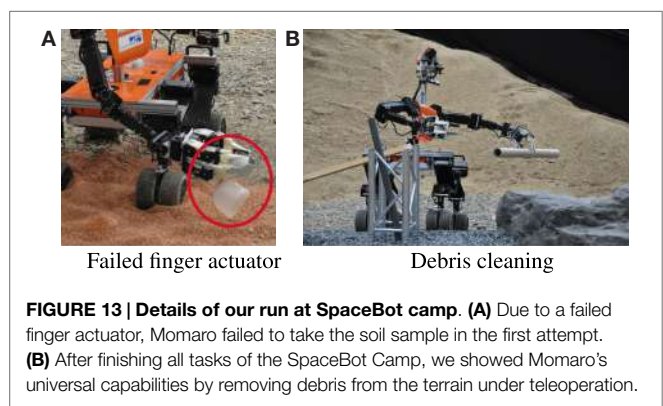 A
B
Failed finger actuator
Debris cleaning
FIGURE 13 | Details of our run at SpaceBot camp. (A) Due to a failed
finger actuator, Momaro failed to take the soil sample in the first attempt.
(B) After finishing all tasks of the SpaceBot Camp, we showed Momaro's
universal capabilities by removing debris from the terrain under teleoperation.